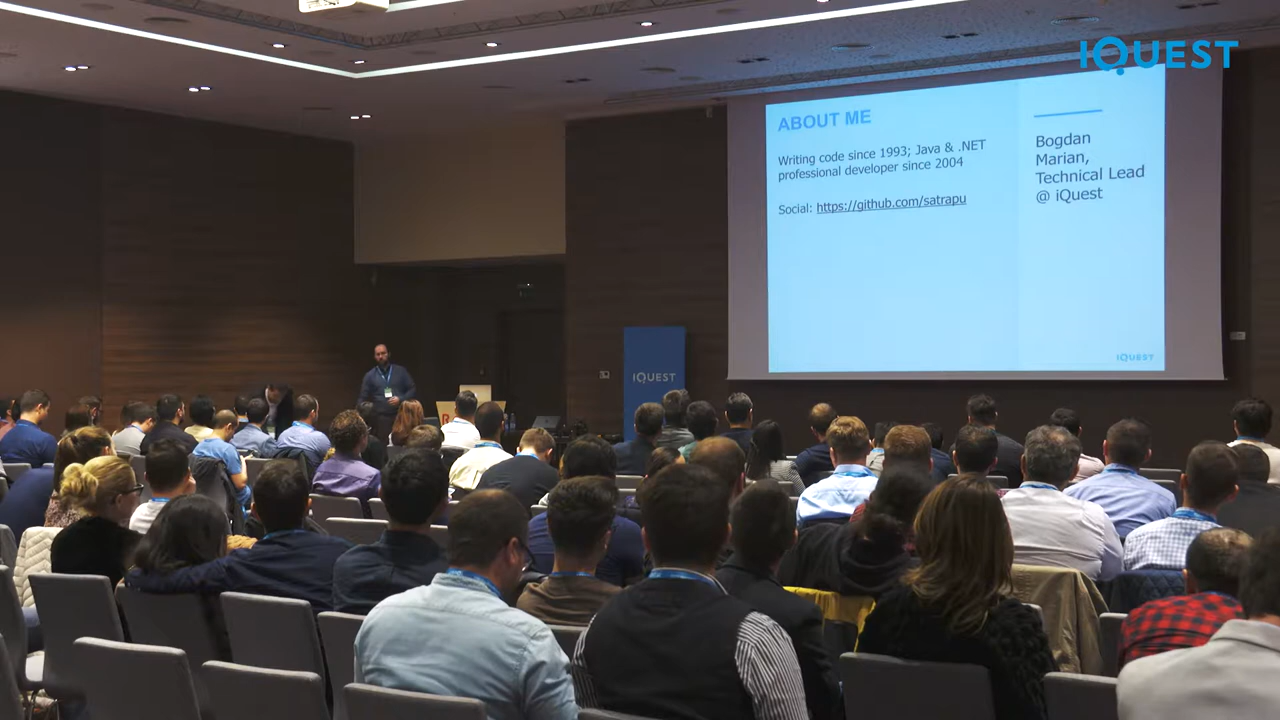 IQUEST
ABOUT ME
Writing code since 1993; Java & .NET
professional developer since 2004
Social: https://github.com/satrapu
Bogdan
Marian,
Technical Lead
@ iQuest
IQUEST
IQUEST